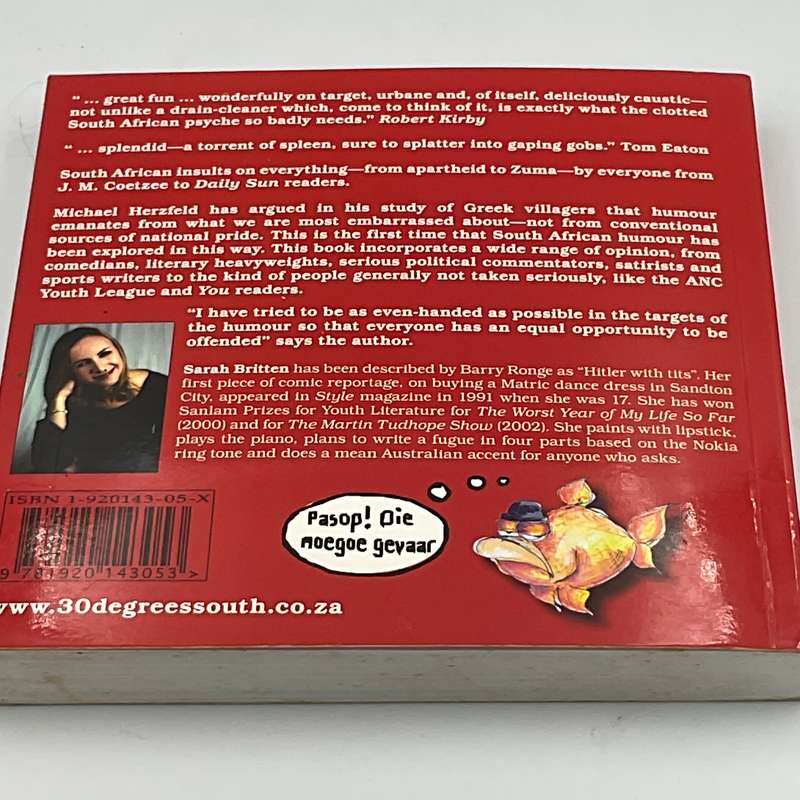 “ ... great fun ... wonderfully on target, urbane and, of itself, deliciously caustic—
not unlike a drain-cleaner which, come to think of it, is exactly what the clotted
South African psyche so badly needs.” Robert Kirby
“ ... splendid—a torrent of spleen, sure to splatter into gaping gobs.” Tom Eaton
South African insults on everything—from apartheid to Zuma—by everyone from
J. M. Coetzee to Daily Sun readers.
Michael Herzfeld has argued in his study of Greek villagers that humour
emanates from what we are most embarrassed about—not from conventional
sources of national pride. This is the first time that South African humour has
been explored in this way. This book incorporates a wide range of opinion, from
comedians, literary heavyweights, serious political commentators, satirists and
sports writers to the kind of people generally not taken seriously, like the ANC
Youth League and You readers.
“I have tried to be as even-handed as possible in the targets of
the humour so that everyone has an equal opportunity to be
offended” says the author.
Sarah Britten has been described by Barry Ronge as “Hitler with tits”. Her
first piece of comic reportage, on buying a Matric dance dress in Sandton
City, appeared in Style magazine in 1991 when she was 17. She has won
Sanlam Prizes for Youth Literature for The Worst Year of My Life So Far
(2000) and for The Martin Tudhope Show (2002). She paints with lipstick,
plays the piano, plans to write a fugue in four parts based on the Nokia
ring tone and does a mean Australian accent for anyone who asks.
ISBN 1-920143-05-X
9 781920 143053 >
Pasop! Die
moegoe gevaar
www.30degreessouth.co.za